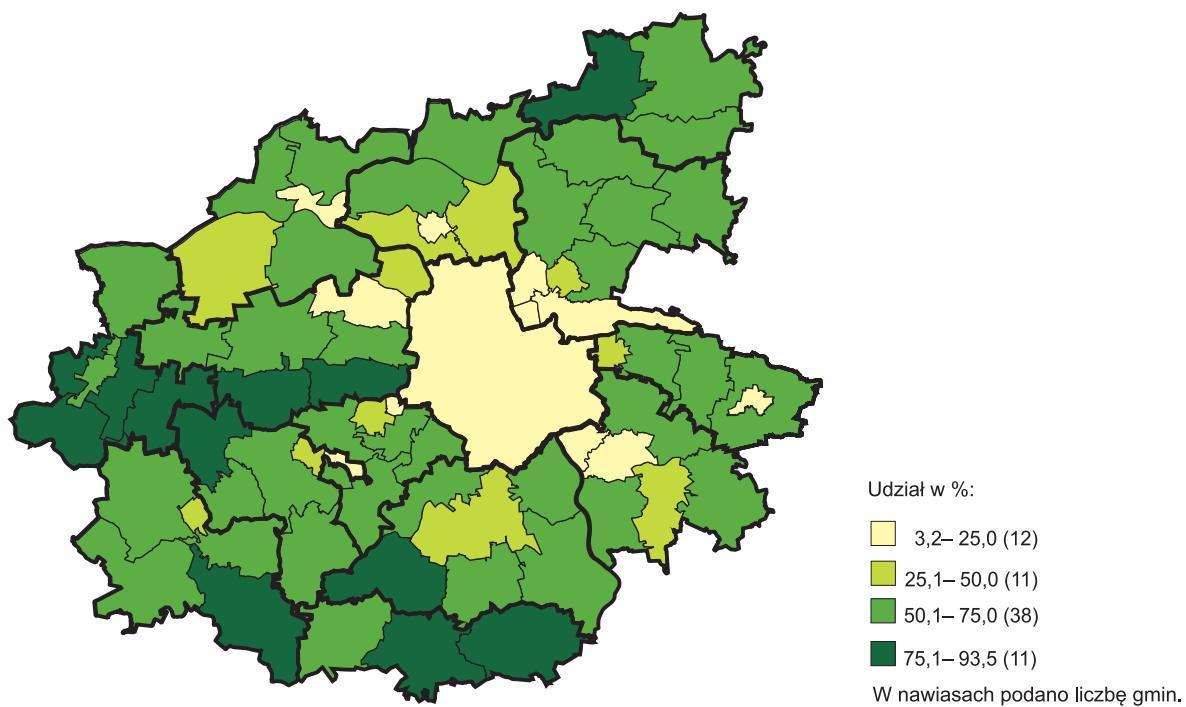 Udział w %:
3,2– 25,0 (12)
25,1– 50,0 (11)
50,1– 75,0 (38)
75,1– 93,5 (11)
W nawiasach podano liczbę gmin.